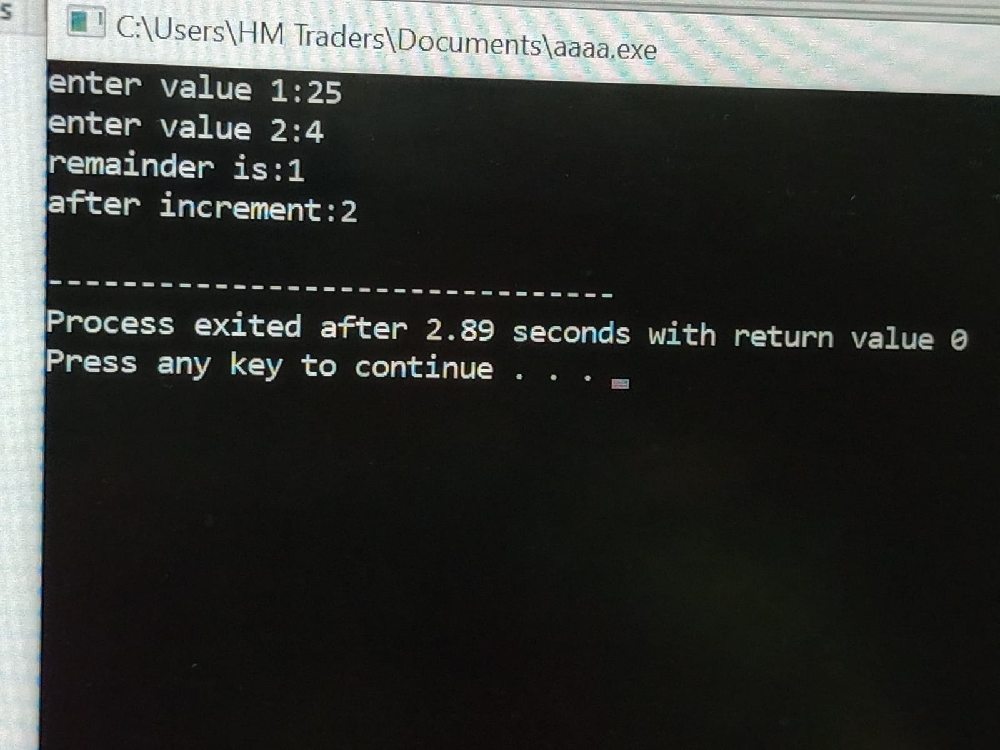 s
C:\Users\HM Traders\Documents\aaaa.exe
enter value 1:25
enter value 2:4
remainder is:1
after increment:2
--------------------------------
Process exited after 2.89 seconds with return value 0
Press any key to continue . . .